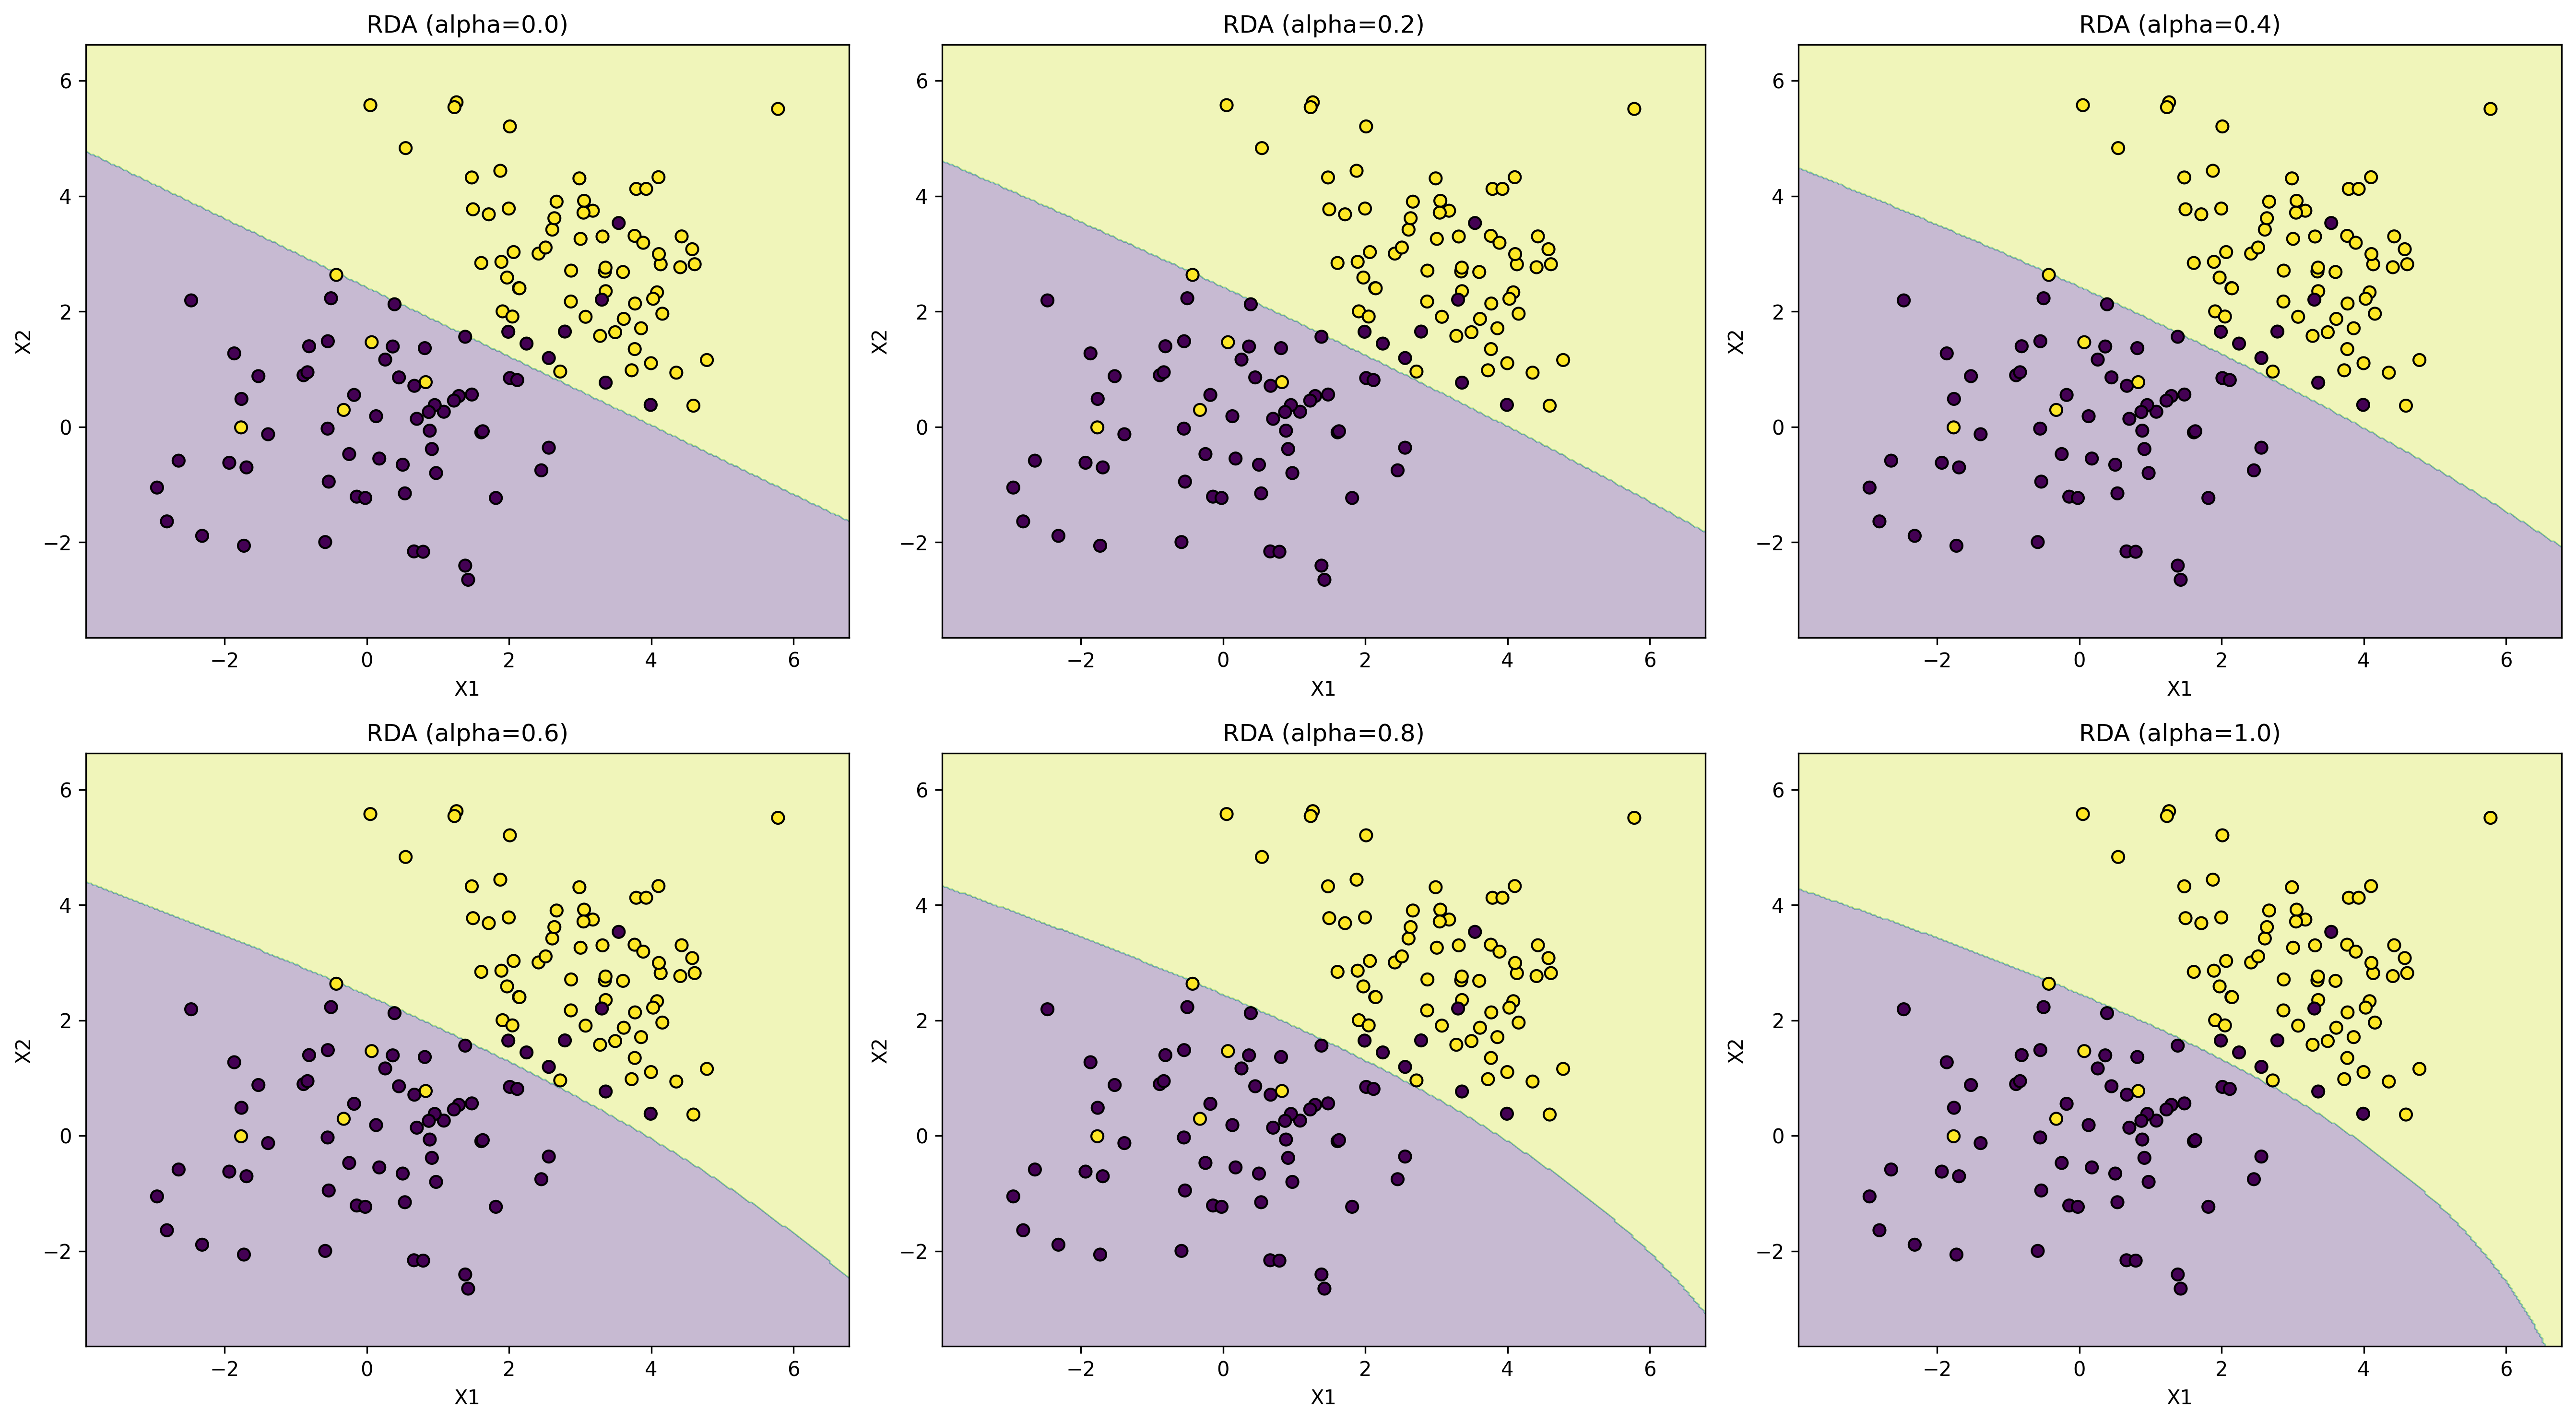 RDA (alpha=0.0)
6
4
2
0
−2
X2
−2 0 2 4 6
X1
RDA (alpha=0.2)
6
4
2
0
−2
X2
−2 0 2 4 6
X1
RDA (alpha=0.4)
6
4
2
0
−2
X2
−2 0 2 4 6
X1
RDA (alpha=0.6)
6
4
2
0
−2
X2
−2 0 2 4 6
X1
RDA (alpha=0.8)
6
4
2
0
−2
X2
−2 0 2 4 6
X1
RDA (alpha=1.0)
6
4
2
0
−2
X2
−2 0 2 4 6
X1